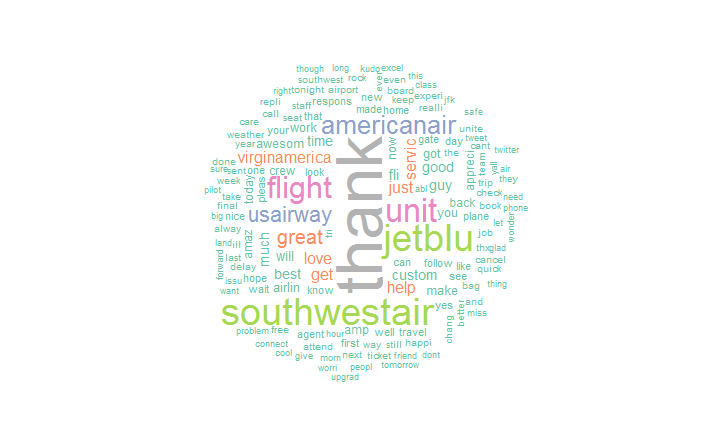 though long kudo excel
southwest rock ever even this
right tonight airport board class
repli staff respons new keep experi jfk
call seat that made home realli safe
care your work americanair unite
weather time now gate day tweet
year awesom servic got the cant twitter
done virginamerica thank good appreci team yall air
sure sent one crew look fli trip they
week today pleas flight just abl guy check need
pilot take usairway unit back book phone
final you plane let wonder
big nice great jetblu job
alway amaz much tri thx glad
land ill will love can follow like cancel
forward last best get custom see quick
issu delay hope help make bag thing
want wait airlin know yes and
southwestair chang better miss
problem free agent hour amp well travel
connect attend first way still happi
cool give morn next ticket friend dont
worri peopl tomorrow
upgrad